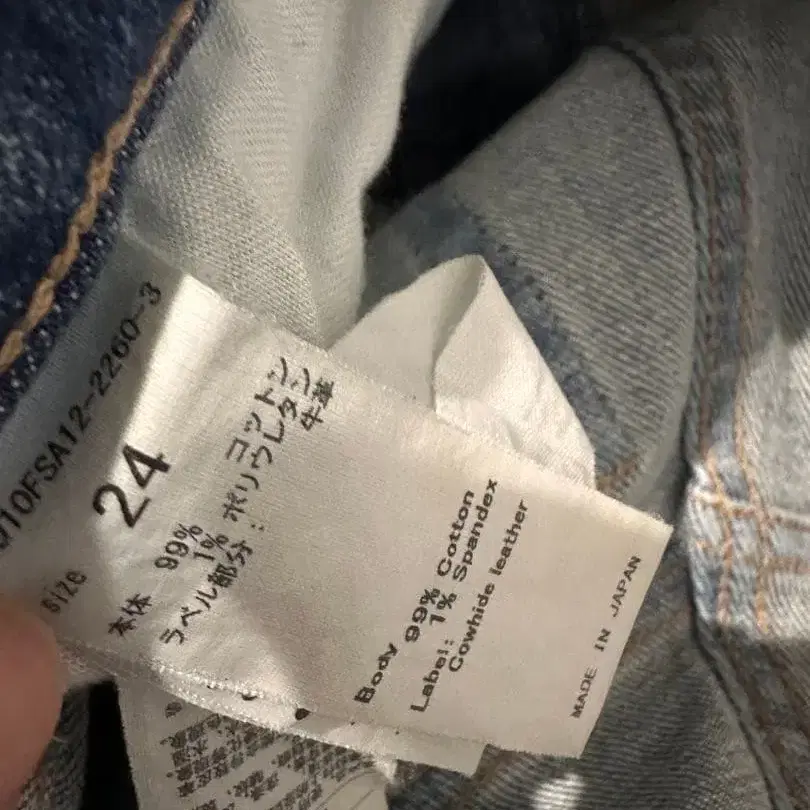 010FSA12-2260-3
size 24
本体 99% コットン
1% ポリウレタン
ラベル部分: 牛革
Body 99% Cotton
1% Spandex
Label: Cowhide leather
MADE IN JAPAN